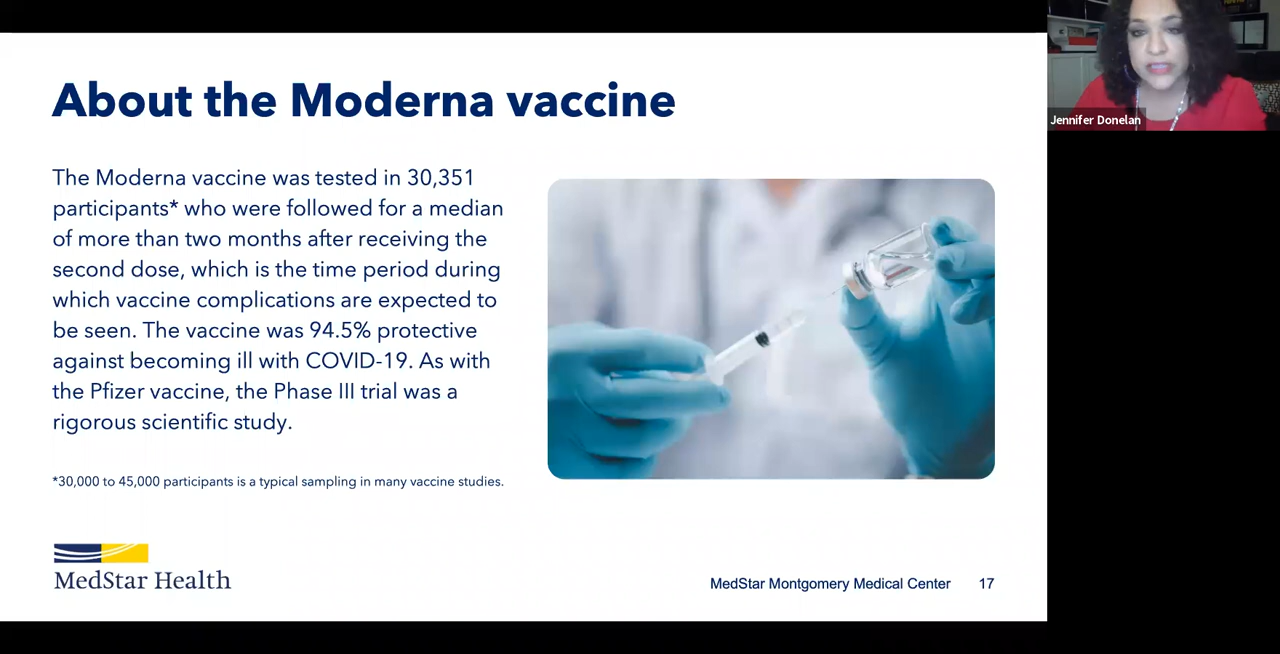 About the Moderna vaccine
The Moderna vaccine was tested in 30,351
participants* who were followed for a median
of more than two months after receiving the
second dose, which is the time period during
which vaccine complications are expected to
be seen. The vaccine was 94.5% protective
against becoming ill with COVID-19. As with
the Pfizer vaccine, the Phase III trial was a
rigorous scientific study.
*30,000 to 45,000 participants is a typical sampling in many vaccine studies.
MedStar Health
MedStar Montgomery Medical Center 17
Jennifer Donelan